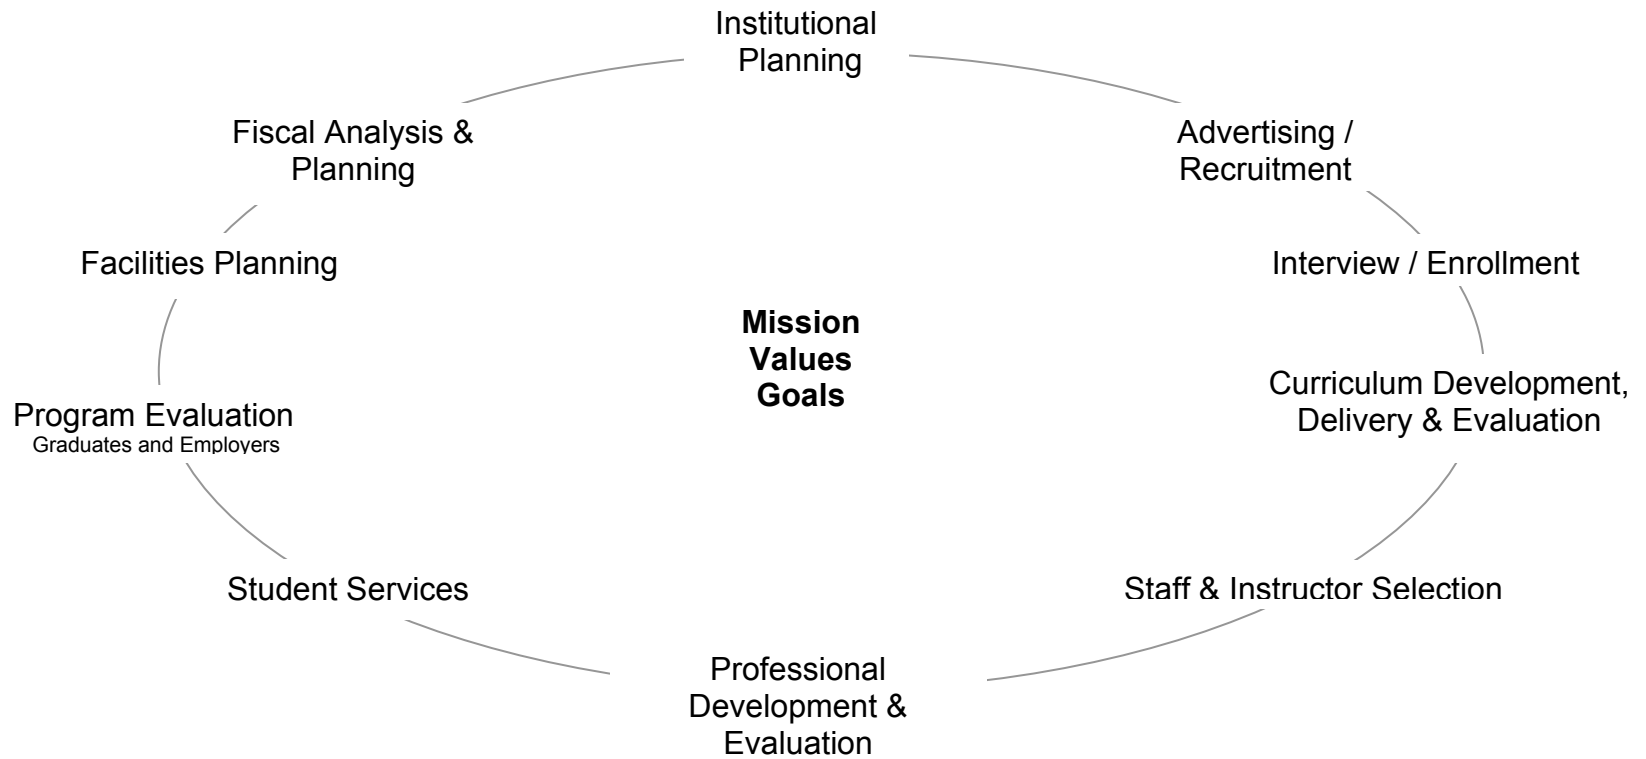 Institutional
Planning
Advertising /
Recruitment
Interview / Enrollment
Curriculum Development,
Delivery & Evaluation
Staff & Instructor Selection
Professional
Development &
Evaluation
Student Services
Program Evaluation
Graduates and Employers
Facilities Planning
Fiscal Analysis &
Planning
Mission
Values
Goals